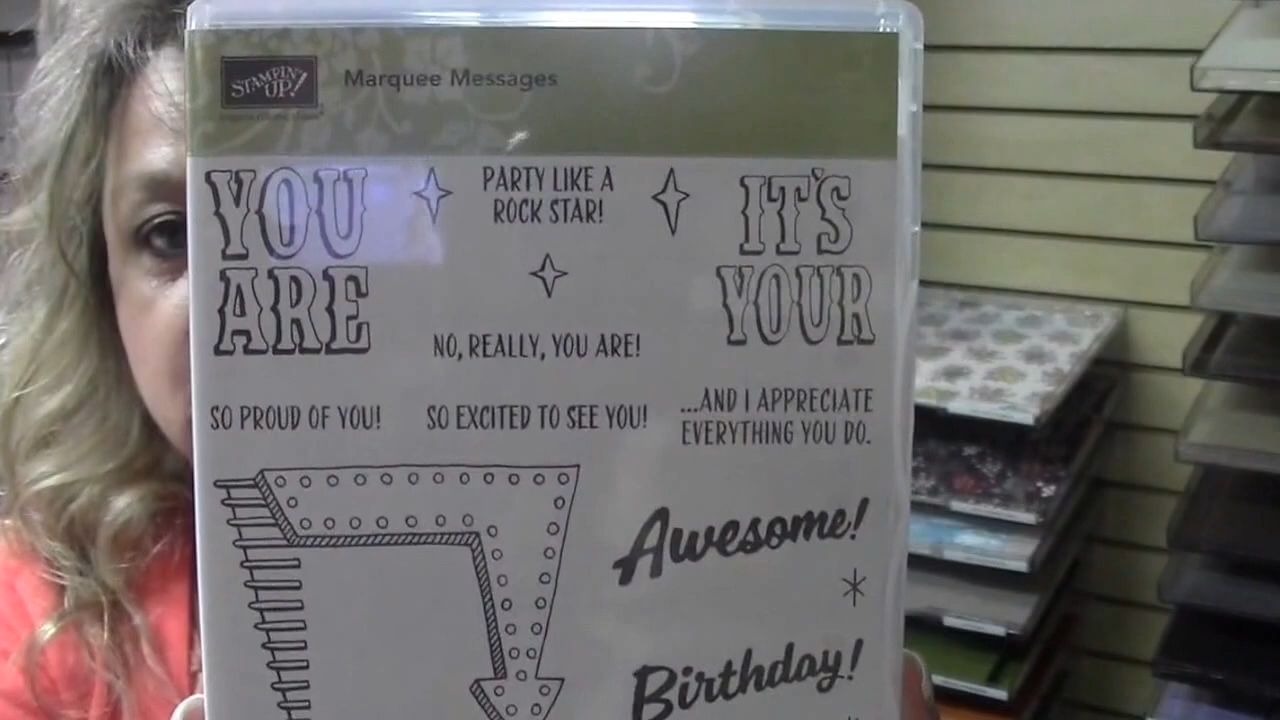 STAMPIN' UP!
Marquee Messages
YOU
ARE
PARTY LIKE A
ROCK STAR!
IT'S
YOUR
NO, REALLY, YOU ARE!
SO PROUD OF YOU!
SO EXCITED TO SEE YOU!
...AND I APPRECIATE
EVERYTHING YOU DO.
Awesome!
Birthday!